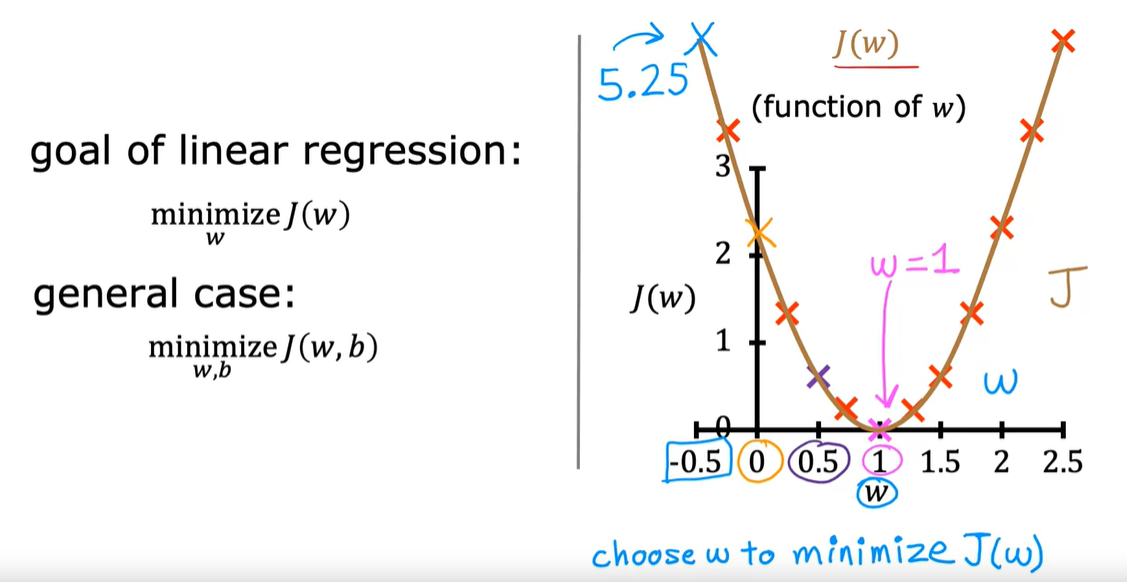 goal of linear regression:
minimize J(w)
w
general case:
minimize J(w, b)
w,b
5.25
J(w)
(function of w)
3
2
w=1
J(w)
J
1
w
0
-0.5 0 0.5 1 1.5 2 2.5
w
choose w to minimize J(w)